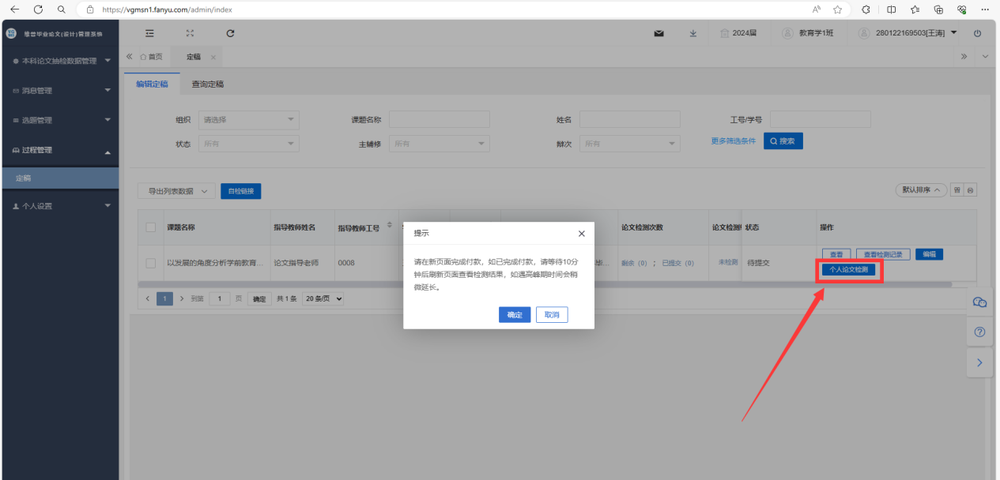 https://vgmsn1.fanyu.com/admin/index
维普毕业论文(设计)管理系统
2024届
教育学1班
280122169503[王涛]
本科论文抽检数据管理
消息管理
选题管理
过程管理
定稿
个人设置
首页
定稿
编辑定稿
查询定稿
组织 请选择
课题名称
姓名
工号/学号
状态 所有
主辅修 所有
辩次 所有
更多筛选条件
搜索
导出列表数据
自检链接
默认排序
课题名称 指导教师姓名 指导教师工号 论文检测次数 论文检测 状态 操作
以发展的角度分析学前教育... 论文指导老师 0008 剩余（0）；已提交（0） 未检测 待提交
查看 查看检测记录 编辑
个人论文检测
1 到第 1 页 确定 共 1 条 20 条/页
提示
请在新页面完成付款，如已完成付款，请等待10分
钟后刷新页面查看检测结果，如遇高峰期时间会稍
微延长。
确定 取消